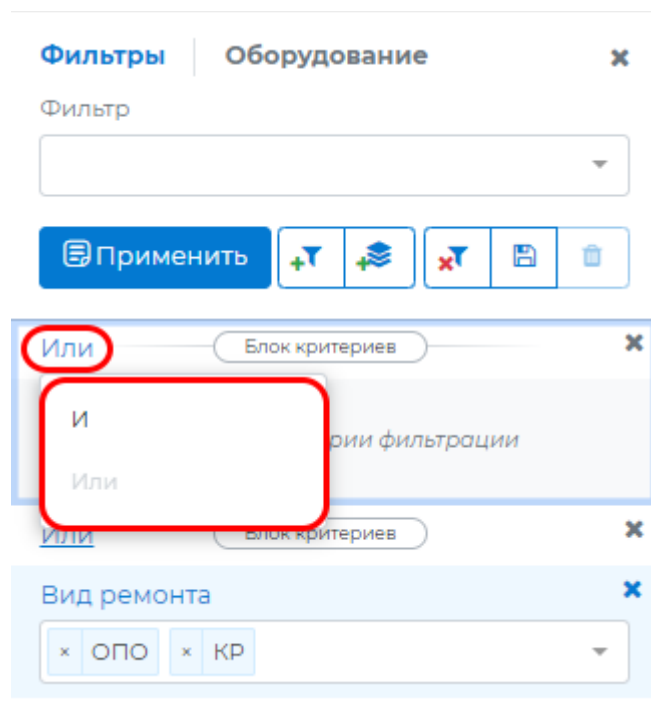 Фильтры Оборудование
Фильтр
Применить
Или Блок критериев
И
рии фильтрации
Или
Или Блок критериев
Вид ремонта
× ОПО × КР